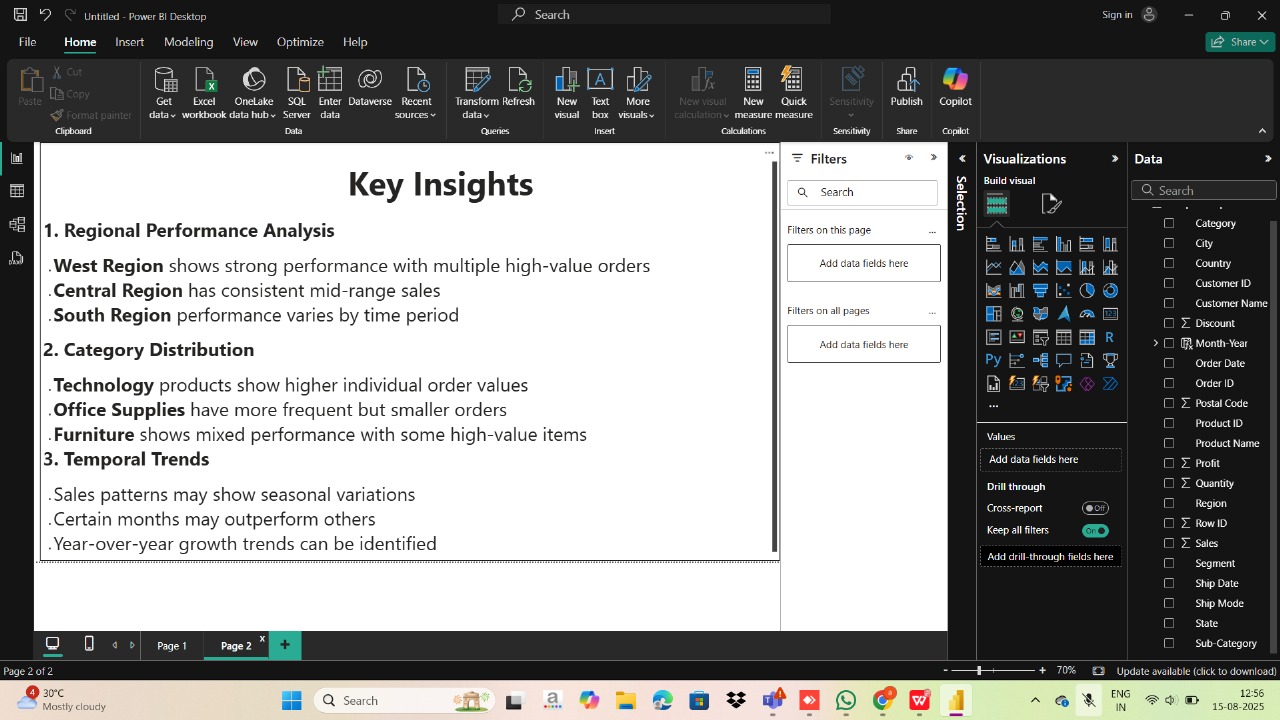 Untitled - Power BI Desktop
Search
Sign in
File
Home
Insert
Modeling
View
Optimize
Help
Share
Paste
Cut
Copy
Format painter
Clipboard
Get data
Excel workbook
OneLake data hub
SQL Server
Enter data
Dataverse
Recent sources
Data
Transform data
Refresh
Queries
New visual
Text box
More visuals
Insert
New visual calculation
New measure
Quick measure
Calculations
Sensitivity
Sensitivity
Publish
Share
Copilot
Copilot
Key Insights
1. Regional Performance Analysis
.West Region shows strong performance with multiple high-value orders
.Central Region has consistent mid-range sales
.South Region performance varies by time period
2. Category Distribution
.Technology products show higher individual order values
.Office Supplies have more frequent but smaller orders
.Furniture shows mixed performance with some high-value items
3. Temporal Trends
.Sales patterns may show seasonal variations
.Certain months may outperform others
.Year-over-year growth trends can be identified
Filters
Search
Filters on this page
...
Add data fields here
Filters on all pages
...
Add data fields here
Selection
Visualizations
Build visual
123
R
Py
...
Values
Add data fields here
Drill through
Cross-report
Off
Keep all filters
On
Add drill-through fields here
Data
Search
Category
City
Country
Customer ID
Customer Name
Discount
Month-Year
Order Date
Order ID
Postal Code
Product ID
Product Name
Profit
Quantity
Region
Row ID
Sales
Segment
Ship Date
Ship Mode
State
Sub-Category
Page 1
Page 2
x
+
Page 2 of 2
- + 70%
Update available (click to download)
4
30°C
Mostly cloudy
Search
a
ENG
IN
12:56
15-08-2025